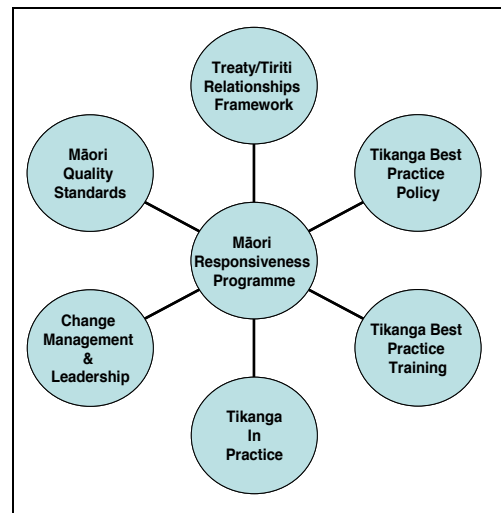 Treaty/Tiriti
Relationships
Framework
Māori
Quality
Standards
Tikanga Best
Practice
Policy
Māori
Responsiveness
Programme
Change
Management
&
Leadership
Tikanga Best
Practice
Training
Tikanga
In
Practice